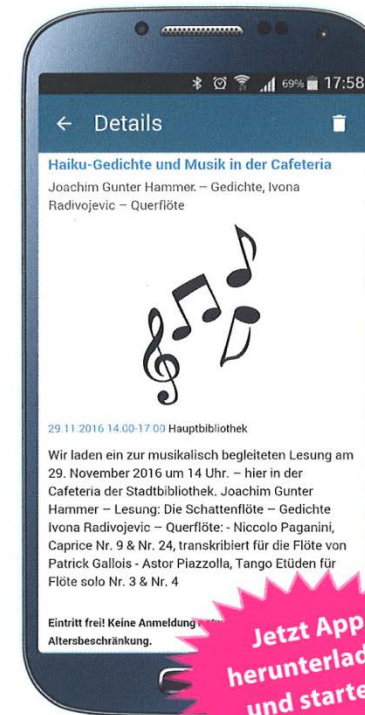 69% 17:58
Details
Haiku-Gedichte und Musik in der Cafeteria
Joachim Gunter Hammer. – Gedichte, Ivona
Radivojevic – Querflöte
29.11.2016 14:00-17:00 Hauptbibliothek
Wir laden ein zur musikalisch begleiteten Lesung am
29. November 2016 um 14 Uhr. – hier in der
Cafeteria der Stadtbibliothek. Joachim Gunter
Hammer – Lesung: Die Schattenflöte – Gedichte
Ivona Radivojevic – Querflöte: - Niccolo Paganini,
Caprice Nr. 9 & Nr. 24, transkribiert für die Flöte von
Patrick Gallois - Astor Piazzolla, Tango Etüden für
Flöte solo Nr. 3 & Nr. 4
Eintritt frei! Keine Anmeldung
Altersbeschränkung.
Jetzt App
herunterlad
und starte